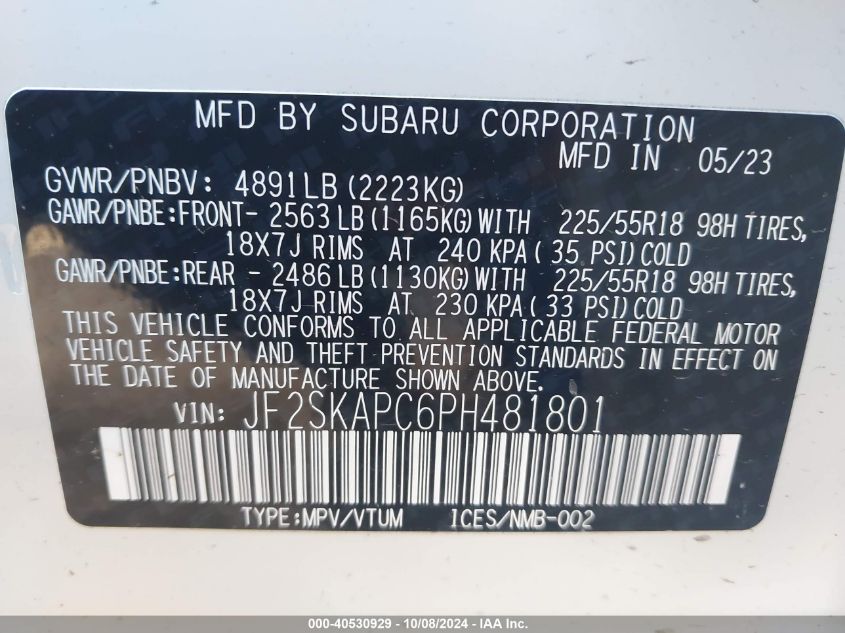 MFD BY SUBARU CORPORATION
MFD IN 05/23
GVWR/PNBV: 4891LB (2223KG)
GAWR/PNBE:FRONT- 2563 LB (1165KG) WITH 225/55R18 98H TIRES,
18X7J RIMS AT 240 KPA ( 35 PSI) COLD
GAWR/PNBE:REAR - 2486 LB (1130KG) WITH 225/55R18 98H TIRES,
18X7J RIMS AT 230 KPA ( 33 PSI) COLD
THIS VEHICLE CONFORMS TO ALL APPLICABLE FEDERAL MOTOR
VEHICLE SAFETY AND THEFT PREVENTION STANDARDS IN EFFECT ON
THE DATE OF MANUFACTURE SHOWN ABOVE.
VIN: JF2SKAPC6PH481801
TYPE:MPV/VTUM ICES/NMB-002
000-40530929 - 10/08/2024 - IAAI.COM